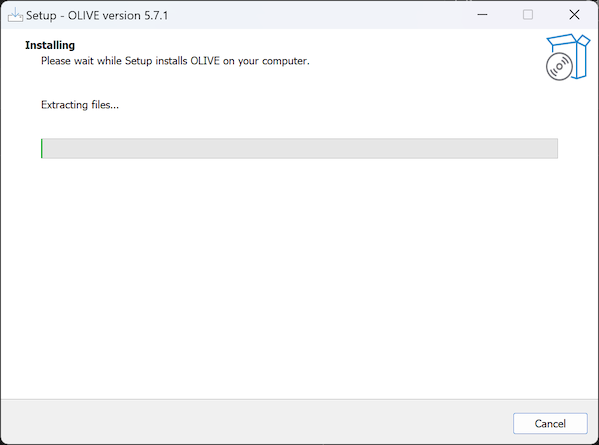 Setup - OLIVE version 5.7.1
Installing
Please wait while Setup installs OLIVE on your computer.
Extracting files...
Cancel